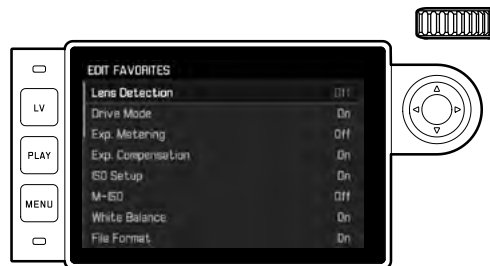 EDIT FAVORITES
Lens Detection Off
Drive Mode On
Exp. Metering Off
Exp. Compensation On
ISO Setup On
M-ISO Off
White Balance On
File Format On
LV
PLAY
MENU